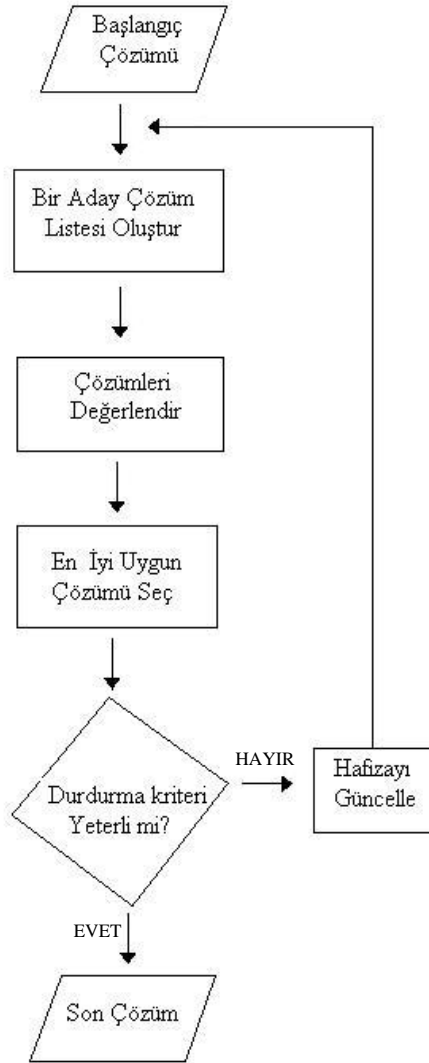 Başlangıç
Çözümü
Bir Aday Çözüm
Listesi Oluştur
Çözümleri
Değerlendir
En İyi Uygun
Çözümü Seç
Durdurma kriteri
Yeterli mi?
HAYIR
Hafızayı
Güncelle
EVET
Son Çözüm